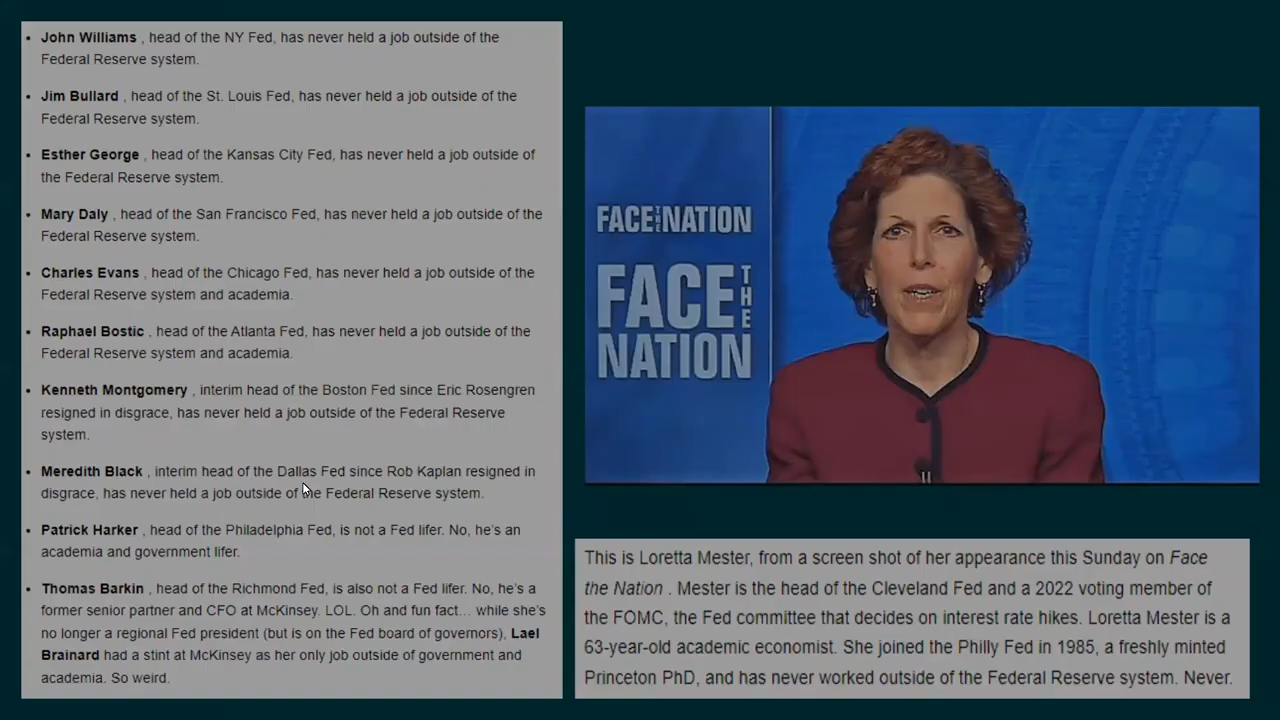 John Williams , head of the NY Fed, has never held a job outside of the
Federal Reserve system.
Jim Bullard , head of the St. Louis Fed, has never held a job outside of the
Federal Reserve system.
Esther George , head of the Kansas City Fed, has never held a job outside of
the Federal Reserve system.
Mary Daly , head of the San Francisco Fed, has never held a job outside of the
Federal Reserve system.
Charles Evans , head of the Chicago Fed, has never held a job outside of the
Federal Reserve system and academia.
Raphael Bostic , head of the Atlanta Fed, has never held a job outside of the
Federal Reserve system and academia.
Kenneth Montgomery , interim head of the Boston Fed since Eric Rosengren
resigned in disgrace, has never held a job outside of the Federal Reserve
system.
Meredith Black , interim head of the Dallas Fed since Rob Kaplan resigned in
disgrace, has never held a job outside of the Federal Reserve system.
Patrick Harker , head of the Philadelphia Fed, is not a Fed lifer. No, he's an
academia and government lifer.
Thomas Barkin , head of the Richmond Fed, is also not a Fed lifer. No, he's a
former senior partner and CFO at McKinsey. LOL. Oh and fun fact… while she's
no longer a regional Fed president (but is on the Fed board of governors), Lael
Brainard had a stint at McKinsey as her only job outside of government and
academia. So weird.
FACE THE NATION
FACE THE
NATION
This is Loretta Mester, from a screen shot of her appearance this Sunday on Face
the Nation . Mester is the head of the Cleveland Fed and a 2022 voting member of
the FOMC, the Fed committee that decides on interest rate hikes. Loretta Mester is a
63-year-old academic economist. She joined the Philly Fed in 1985, a freshly minted
Princeton PhD, and has never worked outside of the Federal Reserve system. Never.